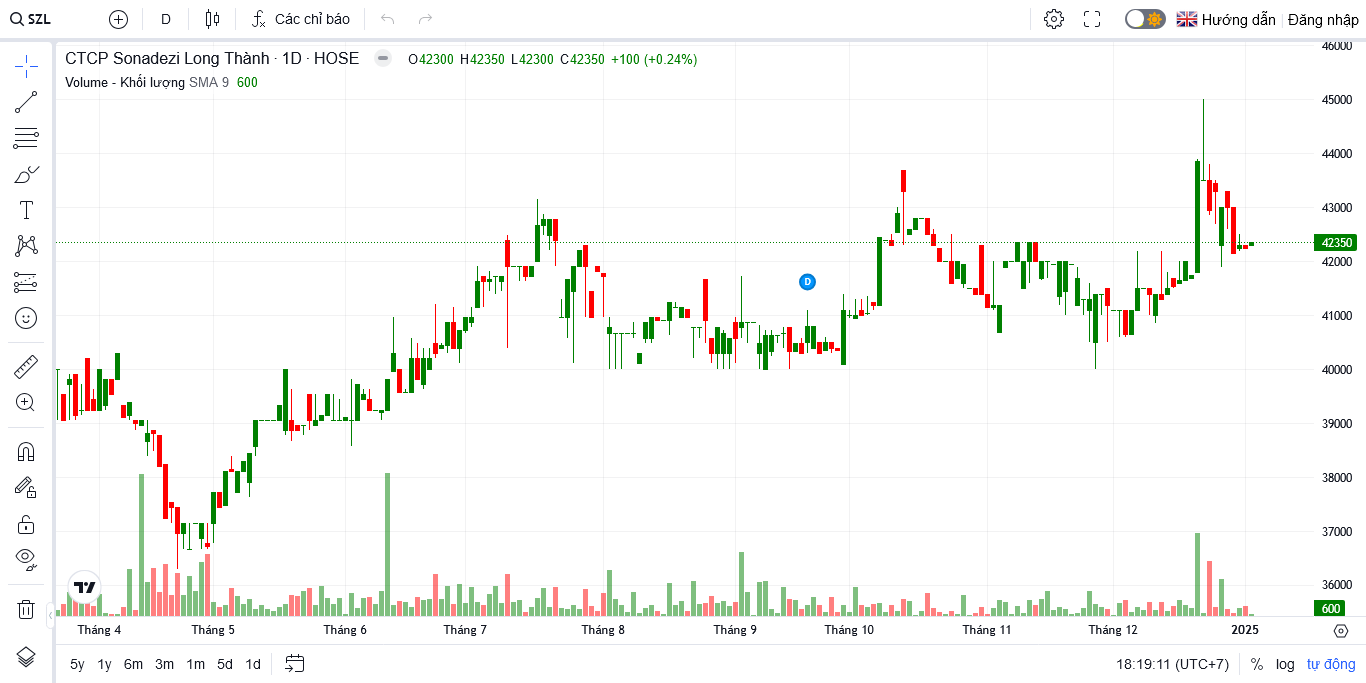 SZL D Các chỉ báo Hướng dẫn Đăng nhập
CTCP Sonadezi Long Thành · 1D · HOSE O42300 H42350 L42300 C42350 +100 (+0.24%)
Volume - Khối lượng SMA 9 600
46000
45000
44000
43000
42350
42000
D
41000
40000
39000
38000
37000
36000
600
Tháng 4 Tháng 5 Tháng 6 Tháng 7 Tháng 8 Tháng 9 Tháng 10 Tháng 11 Tháng 12 2025
5y 1y 6m 3m 1m 5d 1d 18:19:11 (UTC+7) % log tự động